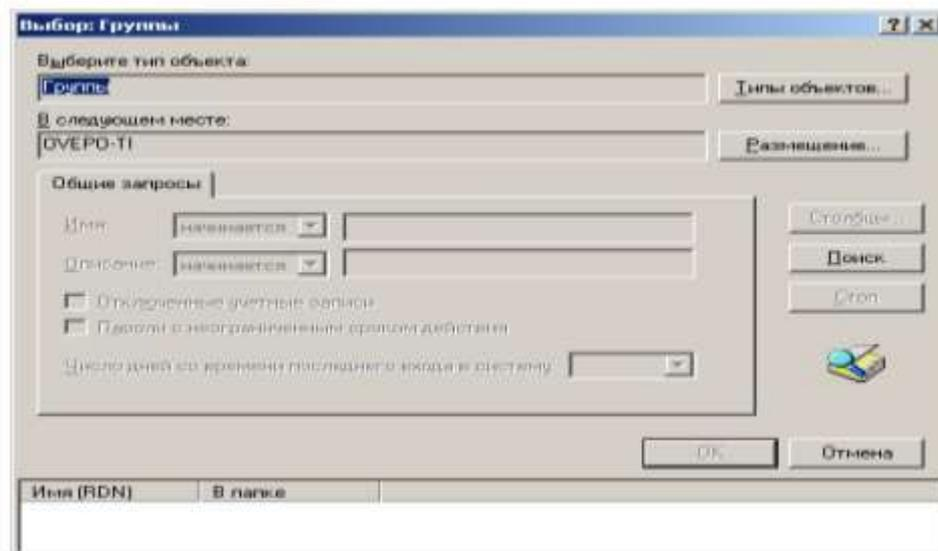 Выбор: Группы
Выберите тип объекта:
Группы
Типы объектов...
В следующем месте:
OVEPO-TI
Размещение...
Общие запросы
Имя: начинается
Столбцы...
Описание: начинается
Поиск
Отключенные учетные записи
Стоп
Пароли с неограниченным сроком действия
Число дней со времени последнего входа в систему:
OK
Отмена
Имя (RDN) В папке